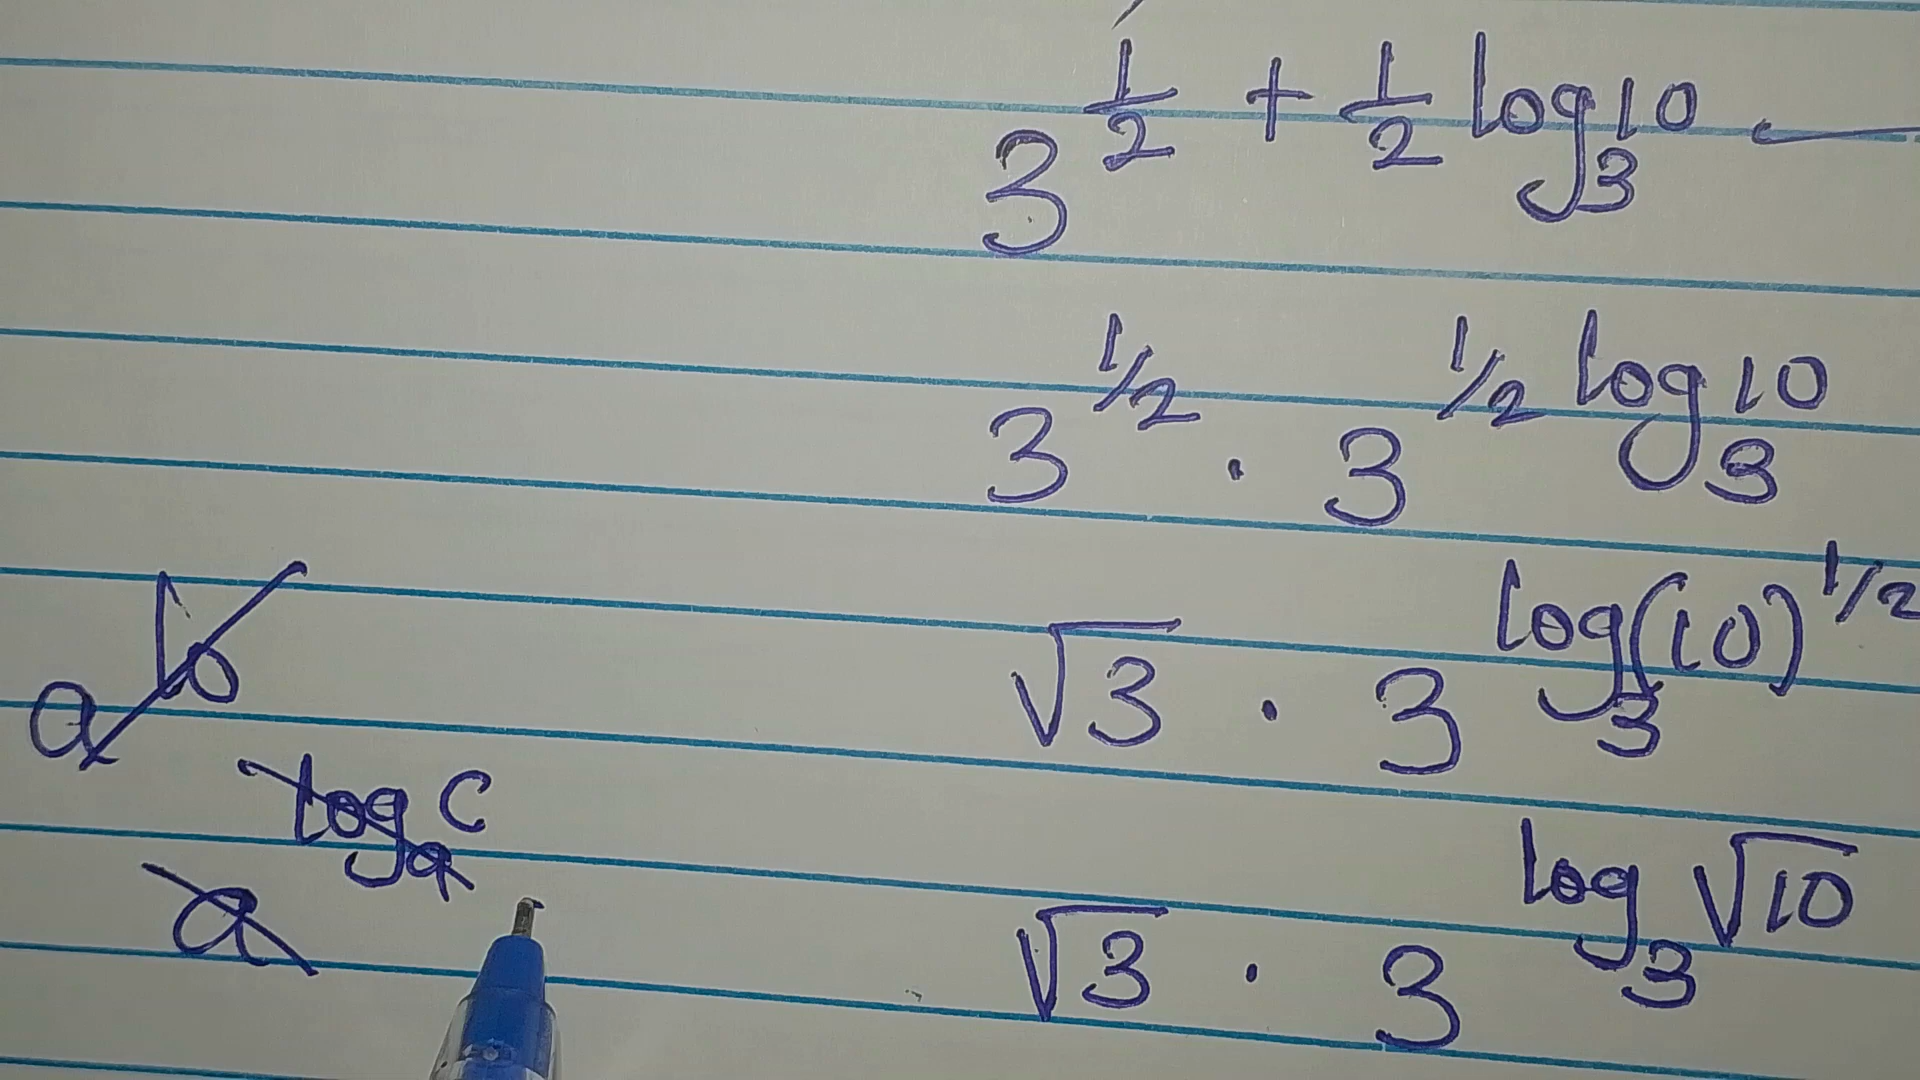 3^{1/2 + 1/2 log_3 10}
3^{1/2} · 3^{1/2 log_3 10}
√3 · 3^{log_3 (10)^{1/2}}
√3 · 3^{log_3 √10}
a^{log_a c}